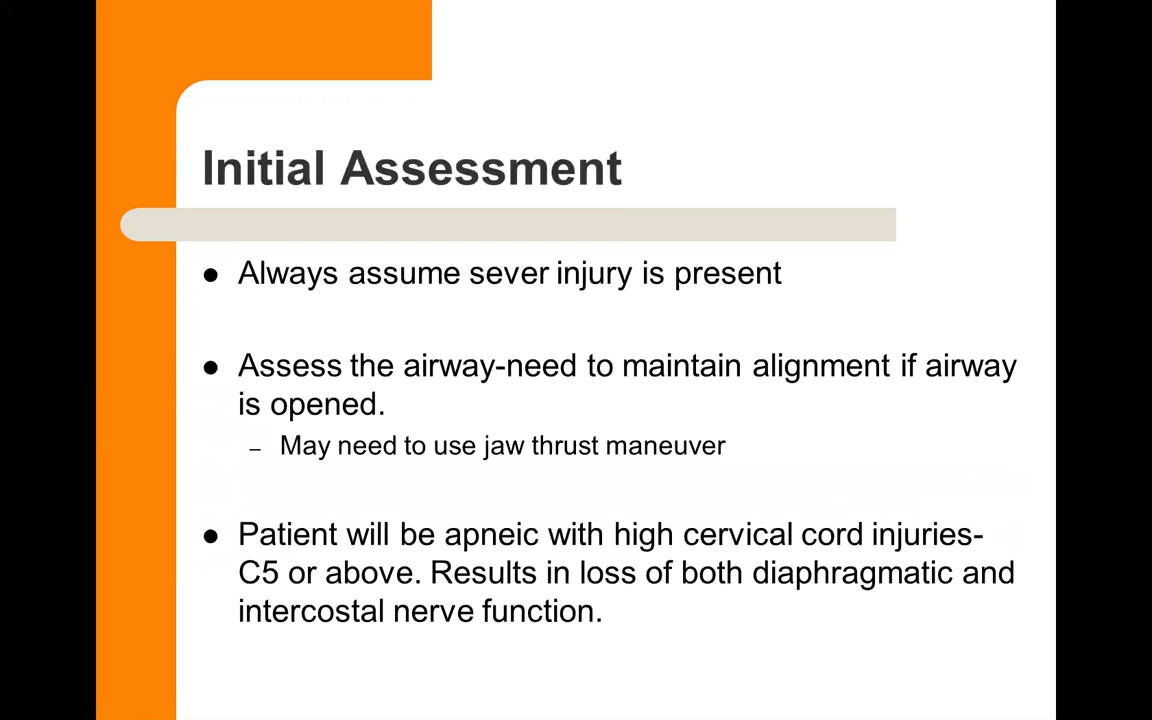 Initial Assessment
● Always assume sever injury is present
● Assess the airway-need to maintain alignment if airway
is opened.
– May need to use jaw thrust maneuver
● Patient will be apneic with high cervical cord injuries-
C5 or above. Results in loss of both diaphragmatic and
intercostal nerve function.